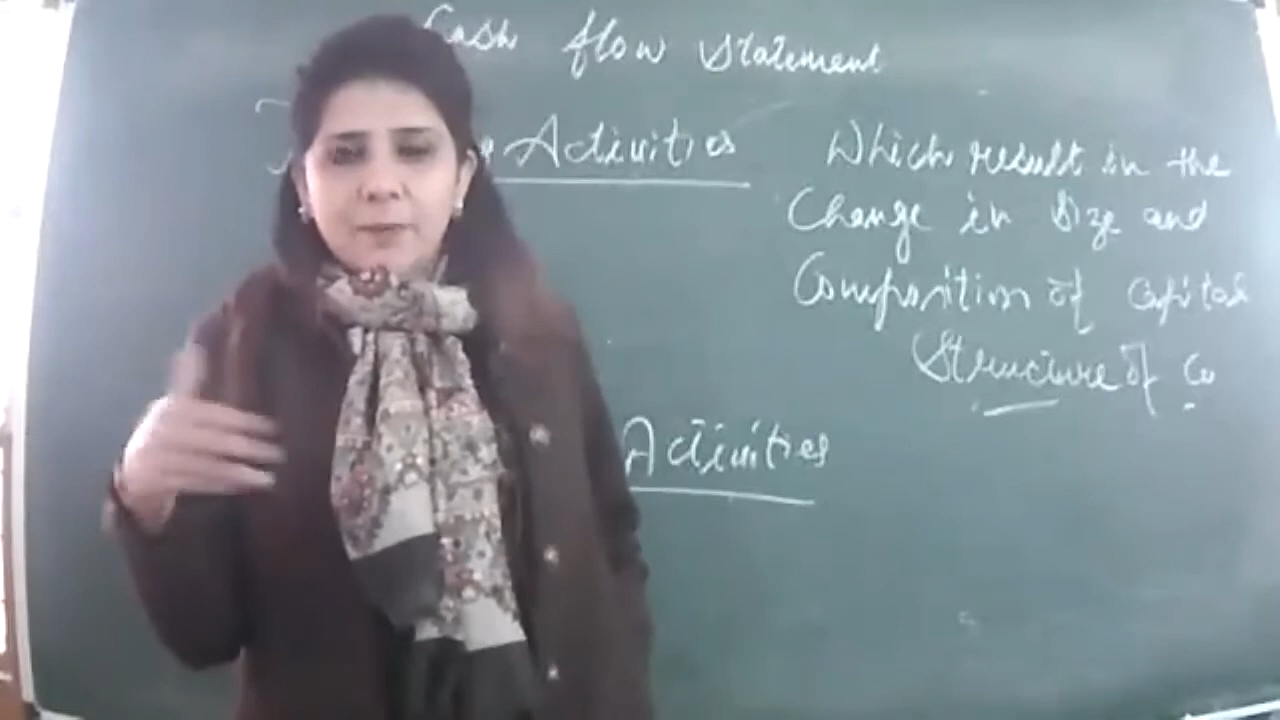 Cash flow Statement
Activities
Which result in the
Change in Size and
Composition of Capital
Structure of Co
Activities